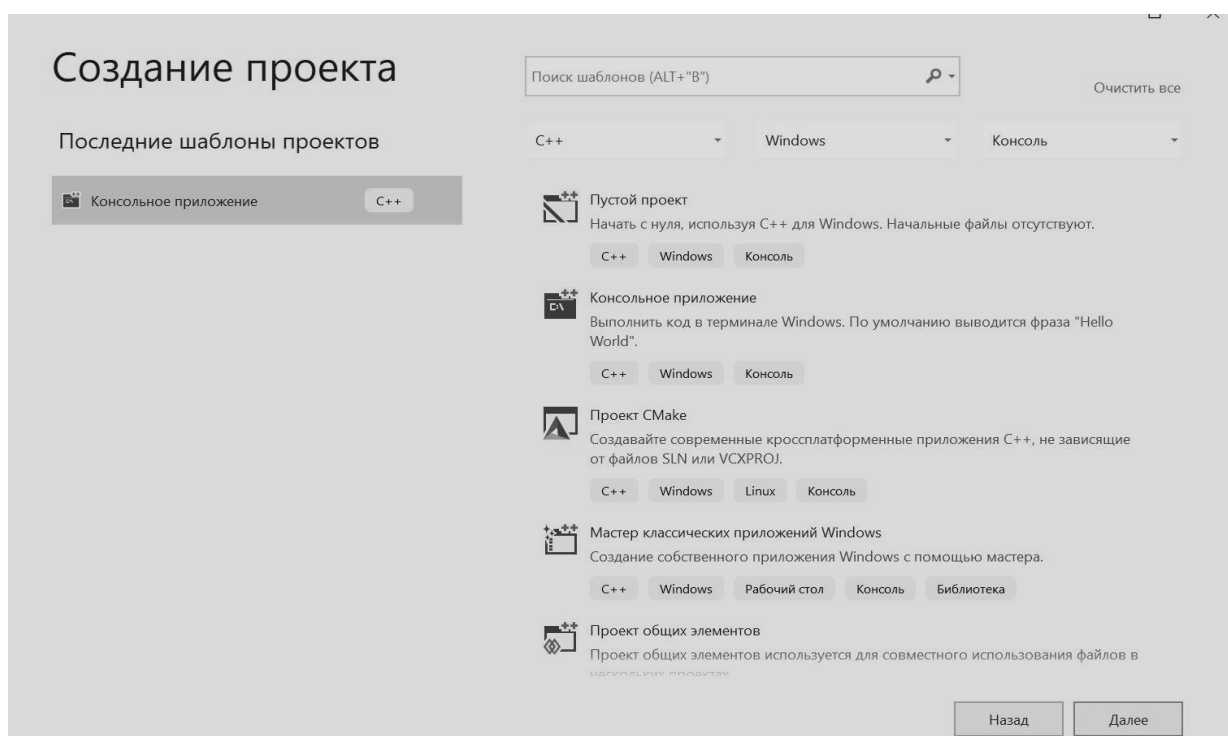 Создание проекта
Поиск шаблонов (ALT+"В")
Очистить все
Последние шаблоны проектов
C++
Windows
Консоль
Консольное приложение
C++
Пустой проект
Начать с нуля, используя C++ для Windows. Начальные файлы отсутствуют.
C++ Windows Консоль
Консольное приложение
Выполнить код в терминале Windows. По умолчанию выводится фраза "Hello
World".
C++ Windows Консоль
Проект CMake
Создавайте современные кроссплатформенные приложения C++, не зависящие
от файлов SLN или VCXPROJ.
C++ Windows Linux Консоль
Мастер классических приложений Windows
Создание собственного приложения Windows с помощью мастера.
C++ Windows Рабочий стол Консоль Библиотека
Проект общих элементов
Проект общих элементов используется для совместного использования файлов в
нескольких проектах.
Назад
Далее